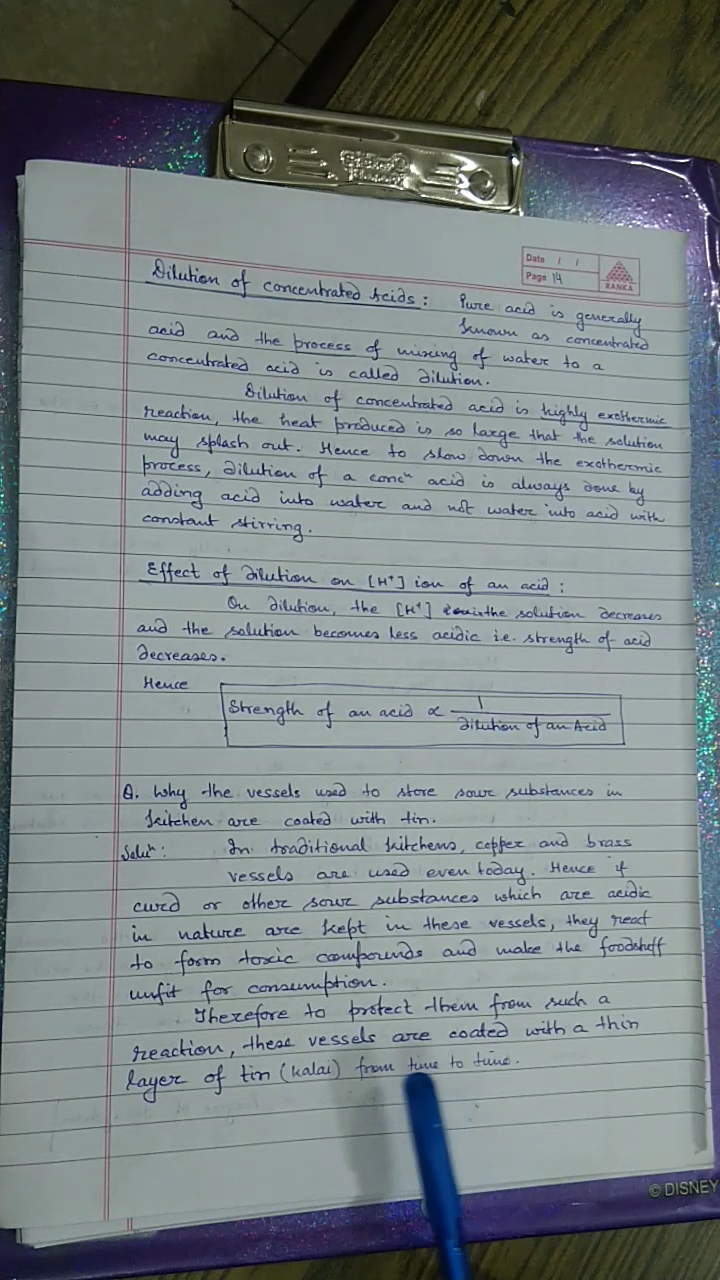 Date / /
Page 14
RANKA
Dilution of concentrated Acids: Pure acid is generally
known as concentrated
acid and the process of mixing of water to a
concentrated acid is called dilution.
Dilution of concentrated acid is highly exothermic
reaction, the heat produced is so large that the solution
may splash out. Hence to slow down the exothermic
process, dilution of a concⁿ acid is always done by
adding acid into water and not water into acid with
constant stirring.
Effect of dilution on [H⁺] ion of an acid:
On dilution, the [H⁺] the solution decreases
and the solution becomes less acidic i.e. strength of acid
decreases.
Hence
Strength of an acid ∝ 1
dilution of an Acid
Q. Why the vessels used to store sour substances in
kitchen are coated with tin.
Soluⁿ: In traditional kitchens, copper and brass
vessels are used even today. Hence if
curd or other sour substances which are acidic
in nature are kept in these vessels, they react
to form toxic compounds and make the foodstuff
unfit for consumption.
Therefore to protect them from such a
reaction, these vessels are coated with a thin
layer of tin (kalai) from time to time.
© DISNEY